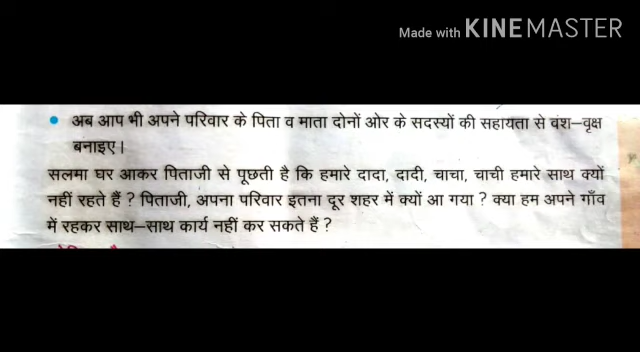 Made with KINEMASTER
• अब आप भी अपने परिवार के पिता व माता दोनों ओर के सदस्यों की सहायता से वंश–वृक्ष
बनाइए।
सलमा घर आकर पिताजी से पूछती है कि हमारे दादा, दादी, चाचा, चाची हमारे साथ क्यों
नहीं रहते हैं ? पिताजी, अपना परिवार इतना दूर शहर में क्यों आ गया ? क्या हम अपने गाँव
में रहकर साथ–साथ कार्य नहीं कर सकते हैं ?